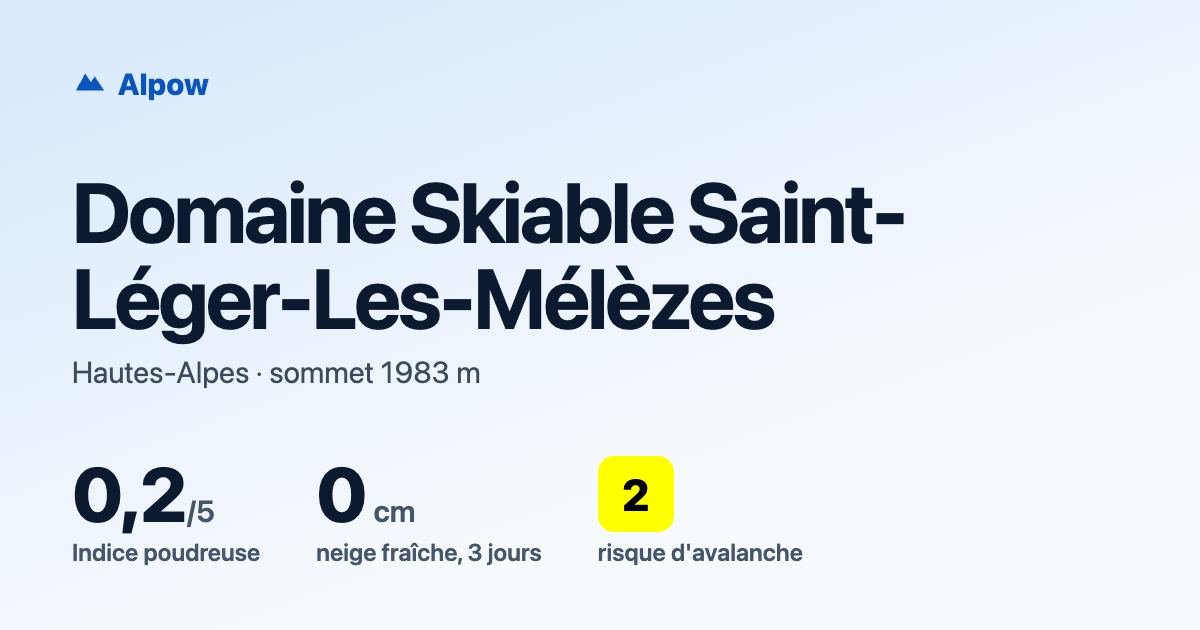 Alpow
Domaine Skiable Saint-
Léger-Les-Mélèzes
Hautes-Alpes · sommet 1983 m
0,2/5
Indice poudreuse
0 cm
neige fraîche, 3 jours
2
risque d'avalanche